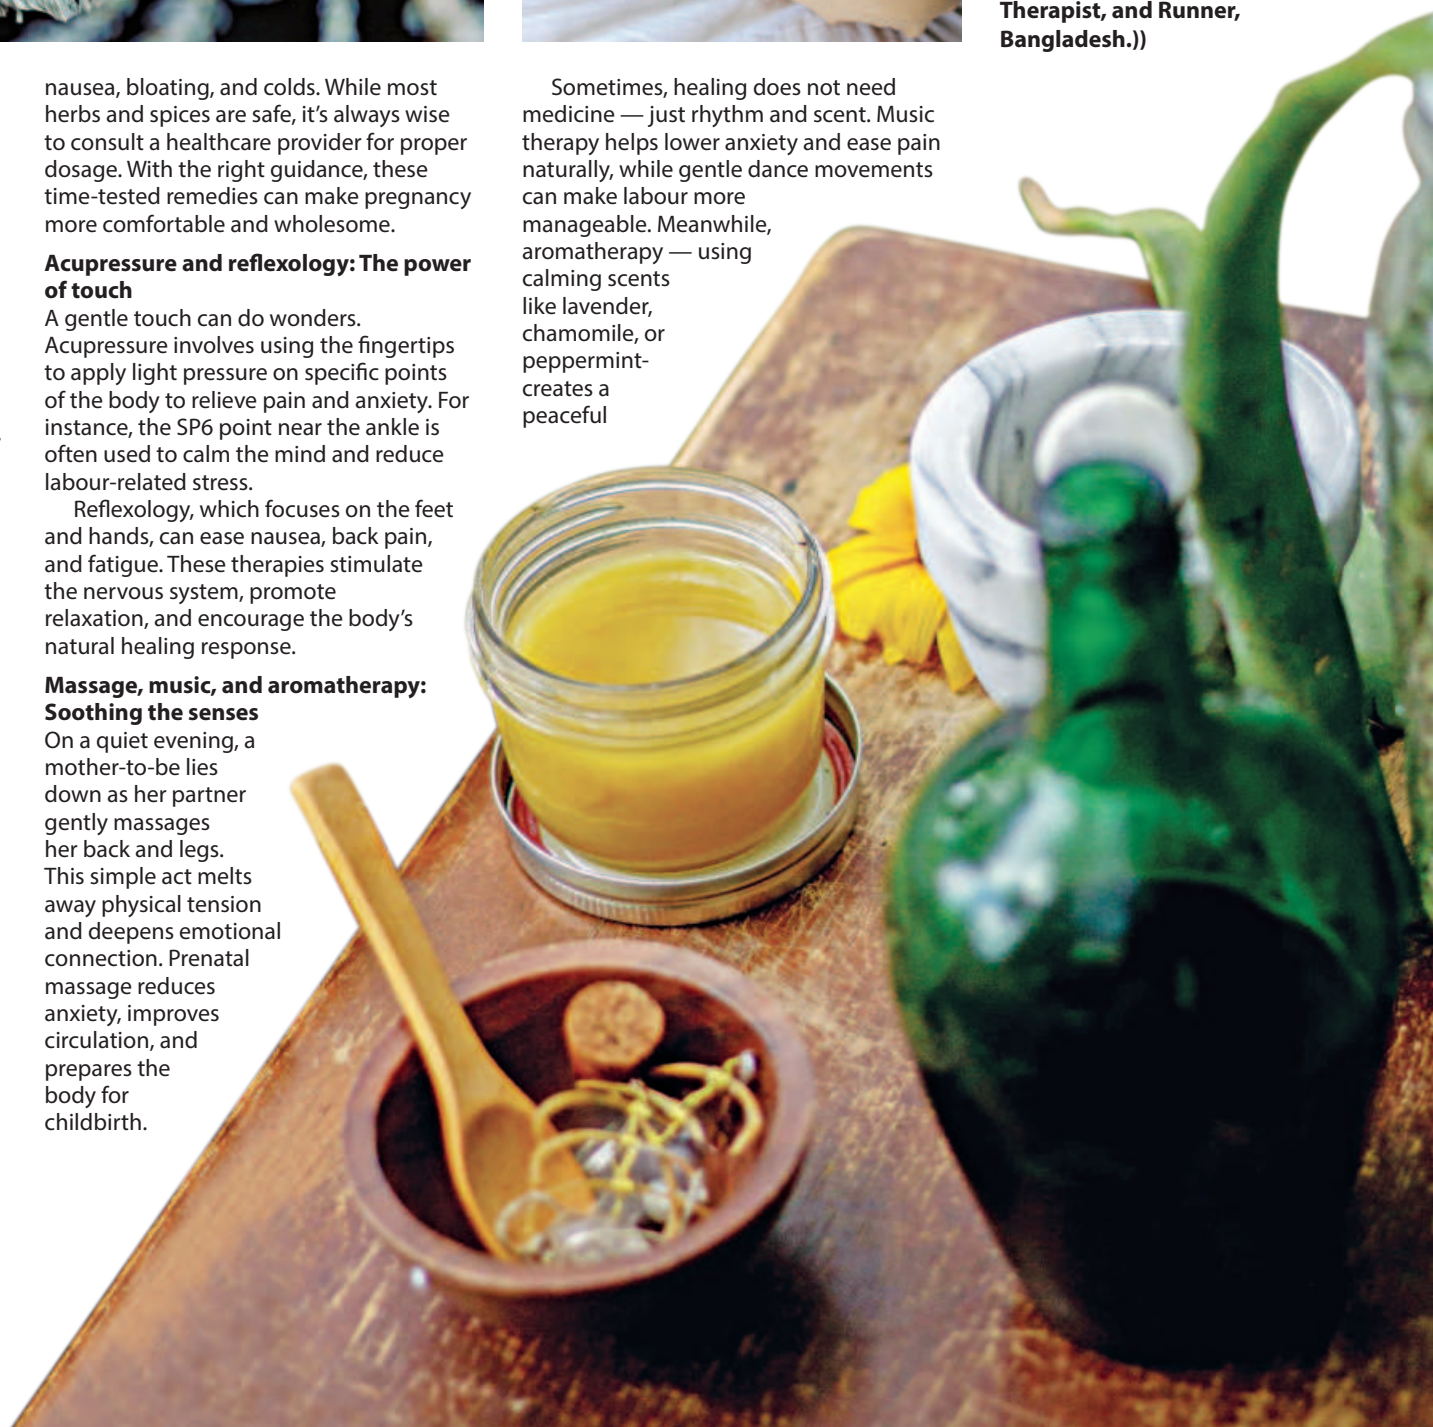 nausea, bloating, and colds. While most
herbs and spices are safe, it’s always wise
to consult a healthcare provider for proper
dosage. With the right guidance, these
time-tested remedies can make pregnancy
more comfortable and wholesome.
Acupressure and reflexology: The power
of touch
A gentle touch can do wonders.
Acupressure involves using the fingertips
to apply light pressure on specific points
of the body to relieve pain and anxiety. For
instance, the SP6 point near the ankle is
often used to calm the mind and reduce
labour-related stress.
Reflexology, which focuses on the feet
and hands, can ease nausea, back pain,
and fatigue. These therapies stimulate
the nervous system, promote
relaxation, and encourage the body’s
natural healing response.
Massage, music, and aromatherapy:
Soothing the senses
On a quiet evening, a
mother-to-be lies
down as her partner
gently massages
her back and legs.
This simple act melts
away physical tension
and deepens emotional
connection. Prenatal
massage reduces
anxiety, improves
circulation, and
prepares the
body for
childbirth.
Sometimes, healing does not need
medicine — just rhythm and scent. Music
therapy helps lower anxiety and ease pain
naturally, while gentle dance movements
can make labour more
manageable. Meanwhile,
aromatherapy — using
calming scents
like lavender,
chamomile, or
peppermint-
creates a
peaceful
Therapist, and Runner,
Bangladesh.))